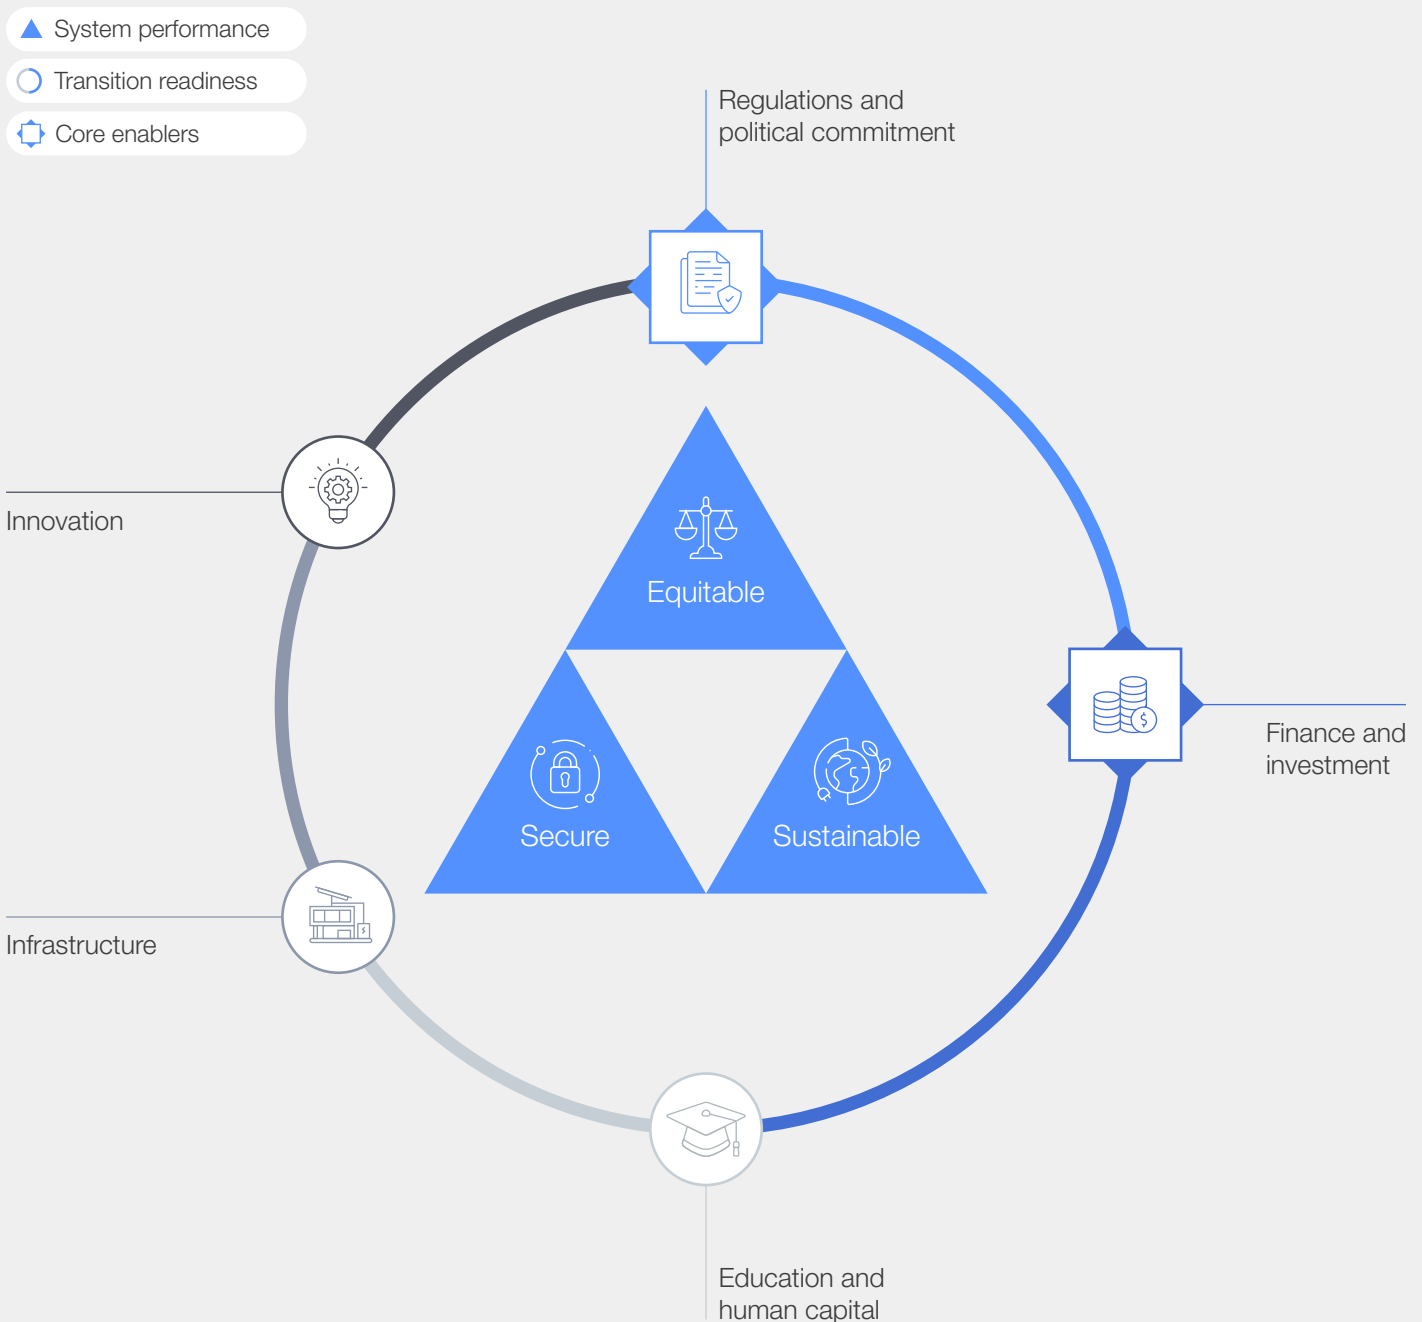 System performance
Transition readiness
Core enablers
Regulations and
political commitment
Innovation
Equitable
Finance and
investment
Secure
Sustainable
Infrastructure
Education and
human capital